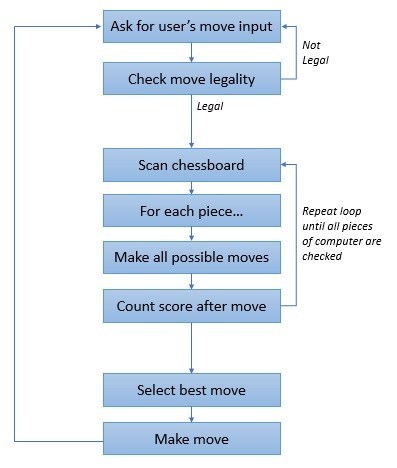 Ask for user's move input
Not
Legal
Check move legality
Legal
Scan chessboard
For each piece...
Repeat loop
until all pieces
of computer are
checked
Make all possible moves
Count score after move
Select best move
Make move